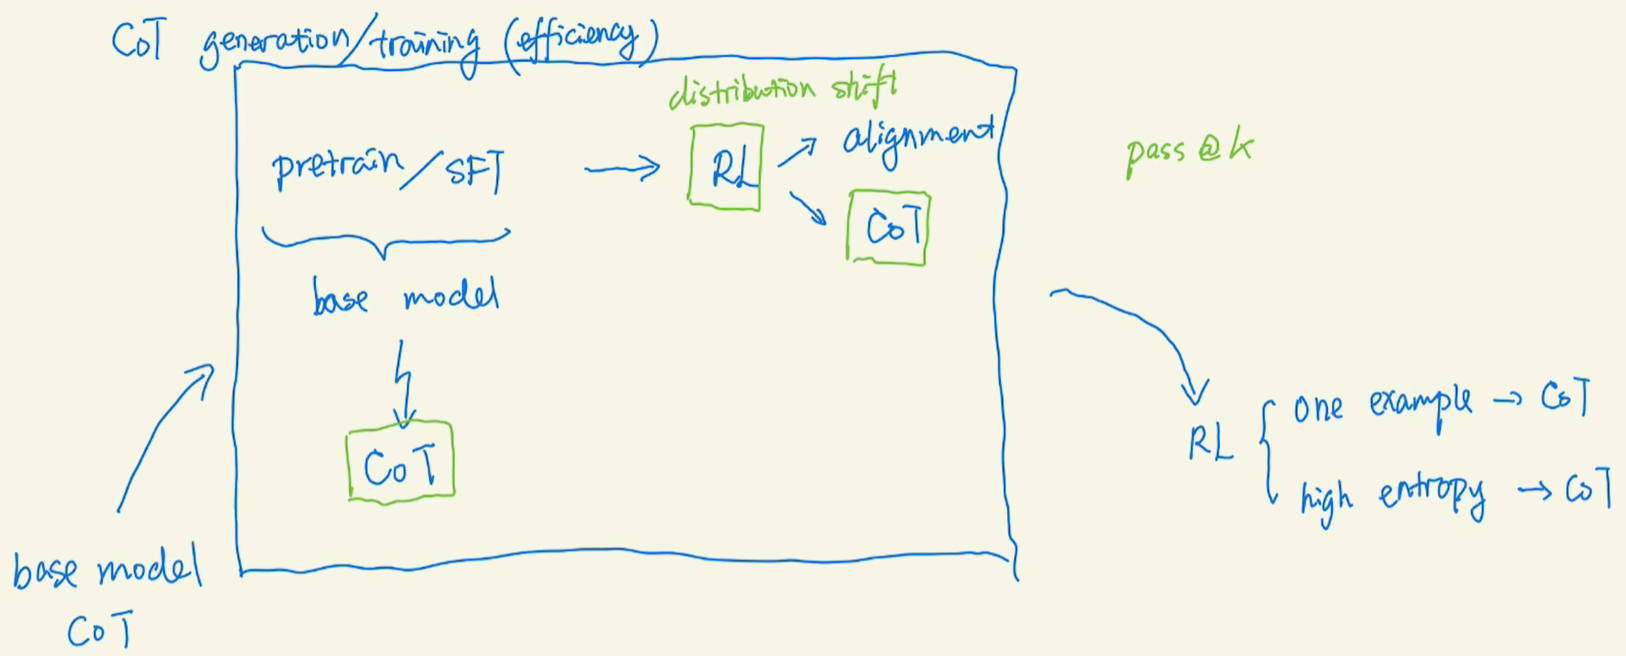 CoT generation/training (efficiency)
distribution shift
pretrain/SFT → RL
alignment
CoT
pass@k
base model
CoT
base model
CoT
RL
one example → CoT
high entropy → CoT